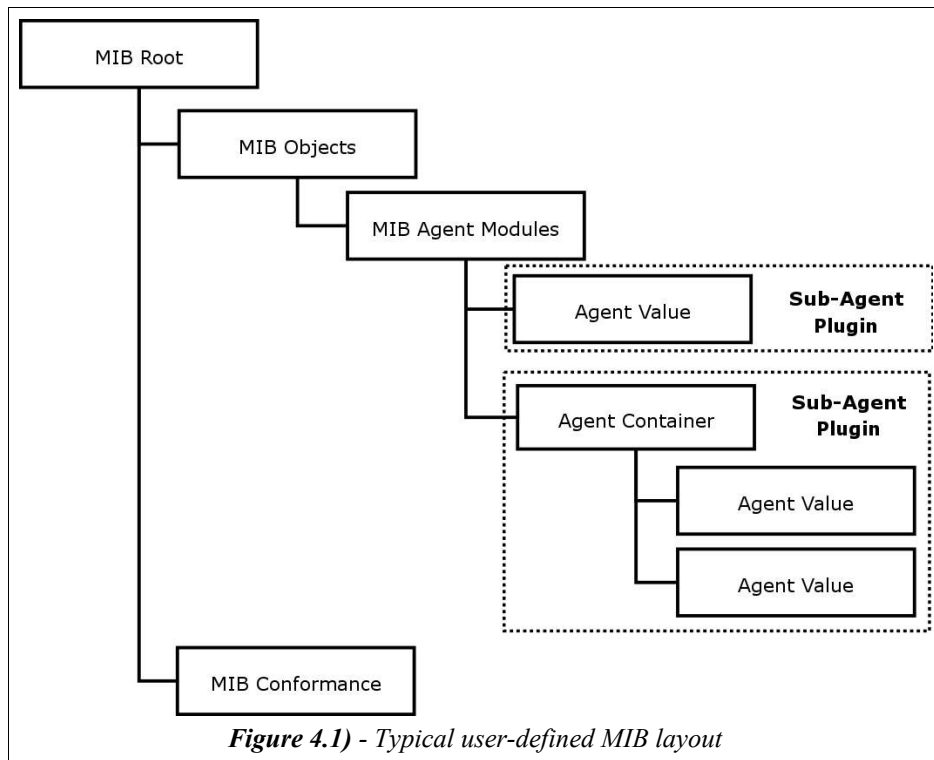 MIB Root
MIB Objects
MIB Agent Modules
Agent Value
Sub-Agent
Plugin
Agent Container
Sub-Agent
Plugin
Agent Value
Agent Value
MIB Conformance
Figure 4.1) - Typical user-defined MIB layout